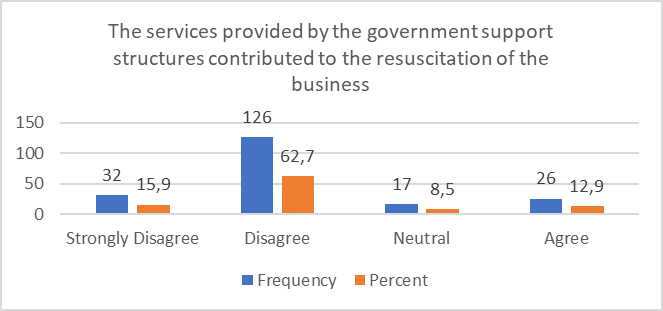 The services provided by the government support
structures contributed to the resuscitation of the
business
150
100
50
0
32
15,9
126
62,7
17
8,5
26
12,9
Strongly Disagree
Disagree
Neutral
Agree
Frequency
Percent